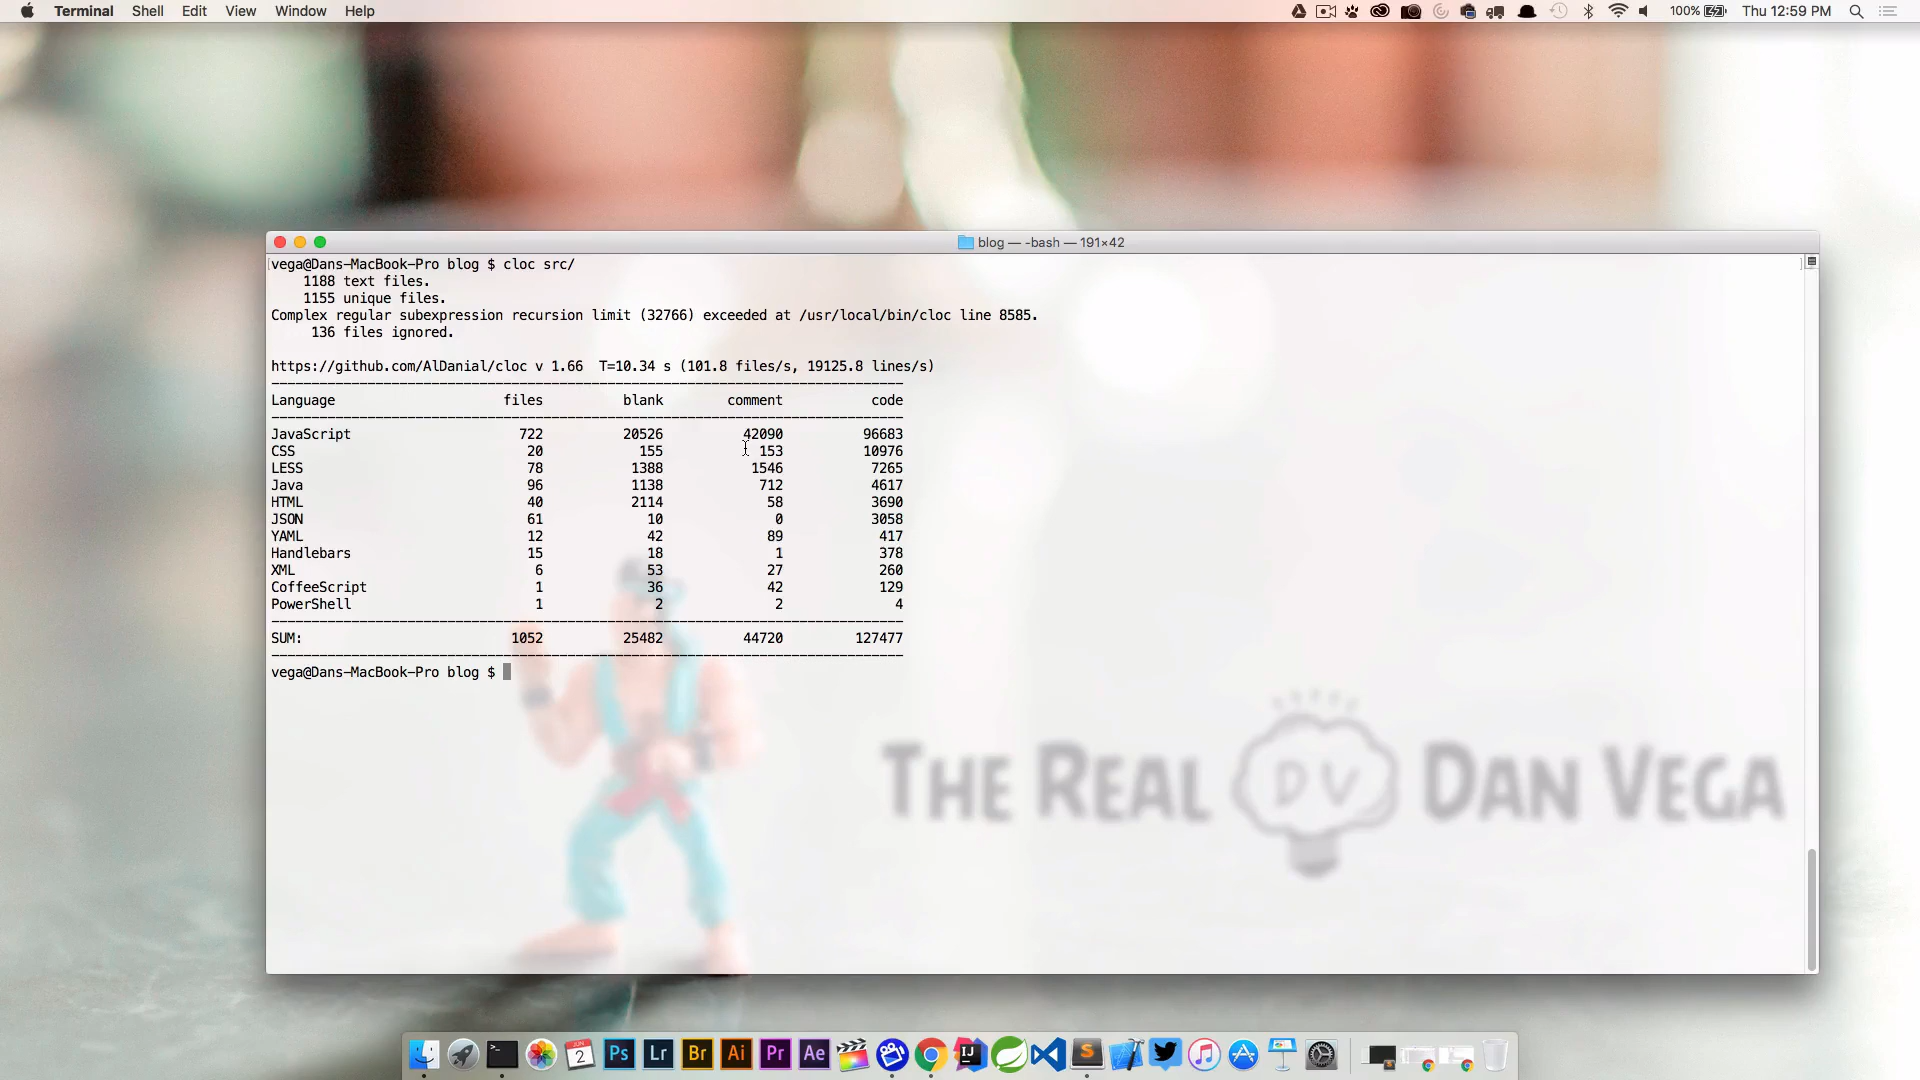 Terminal Shell Edit View Window Help 100% Thu 12:59 PM
blog — -bash — 191×42
vega@Dans-MacBook-Pro blog $ cloc src/
1188 text files.
1155 unique files.
Complex regular subexpression recursion limit (32766) exceeded at /usr/local/bin/cloc line 8585.
136 files ignored.
https://github.com/AlDanial/cloc v 1.66 T=10.34 s (101.8 files/s, 19125.8 lines/s)
-------------------------------------------------------------------------------
Language files blank comment code
-------------------------------------------------------------------------------
JavaScript 722 20526 42090 96683
CSS 20 155 153 10976
LESS 78 1388 1546 7265
Java 96 1138 712 4617
HTML 40 2114 58 3690
JSON 61 10 0 3058
YAML 12 42 89 417
Handlebars 15 18 1 378
XML 6 53 27 260
CoffeeScript 1 36 42 129
PowerShell 1 2 2 4
-------------------------------------------------------------------------------
SUM: 1052 25482 44720 127477
-------------------------------------------------------------------------------
vega@Dans-MacBook-Pro blog $
THE REAL DV DAN VEGA
JUN 2 Ps Lr Br Ai Pr Ae IJ S